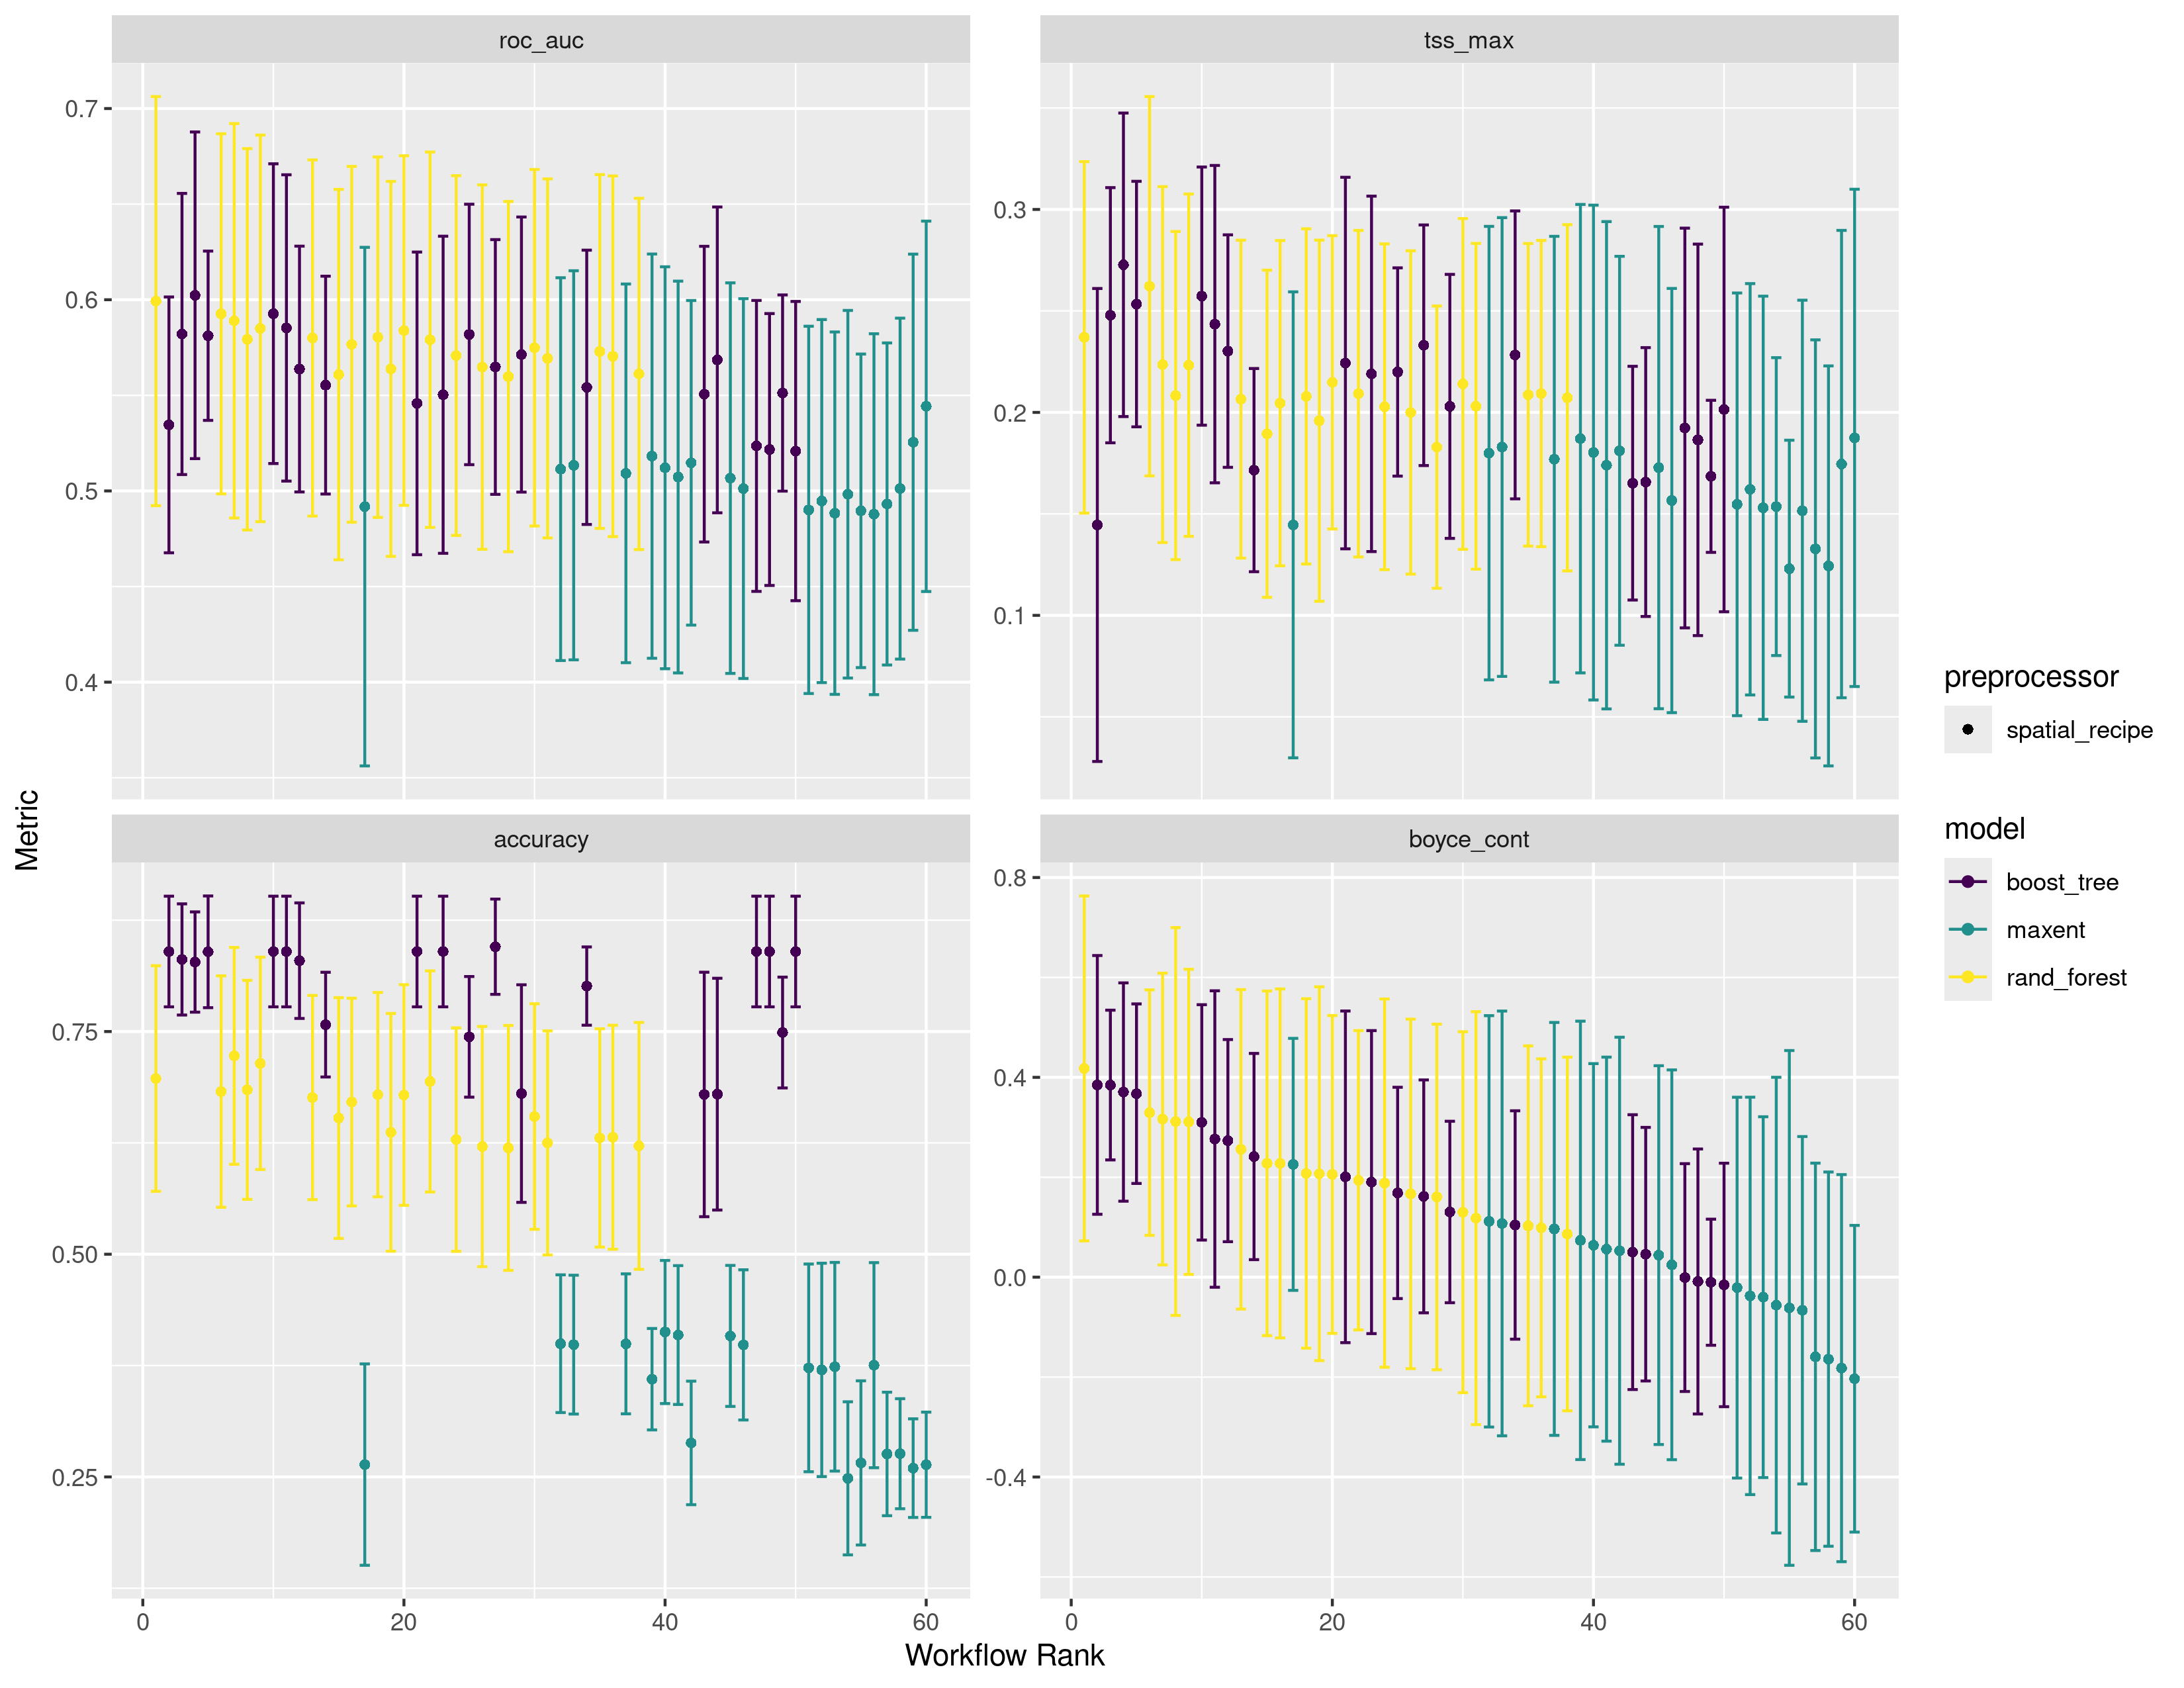 roc_auc
tss_max
0.7
0.6
0.5
0.4
0.3
0.2
0.1
accuracy
boyce_cont
0.75
0.50
0.25
0.8
0.4
0.0
-0.4
0 20 40 60
0 20 40 60
Workflow Rank
Metric
preprocessor
spatial_recipe
model
boost_tree
maxent
rand_forest